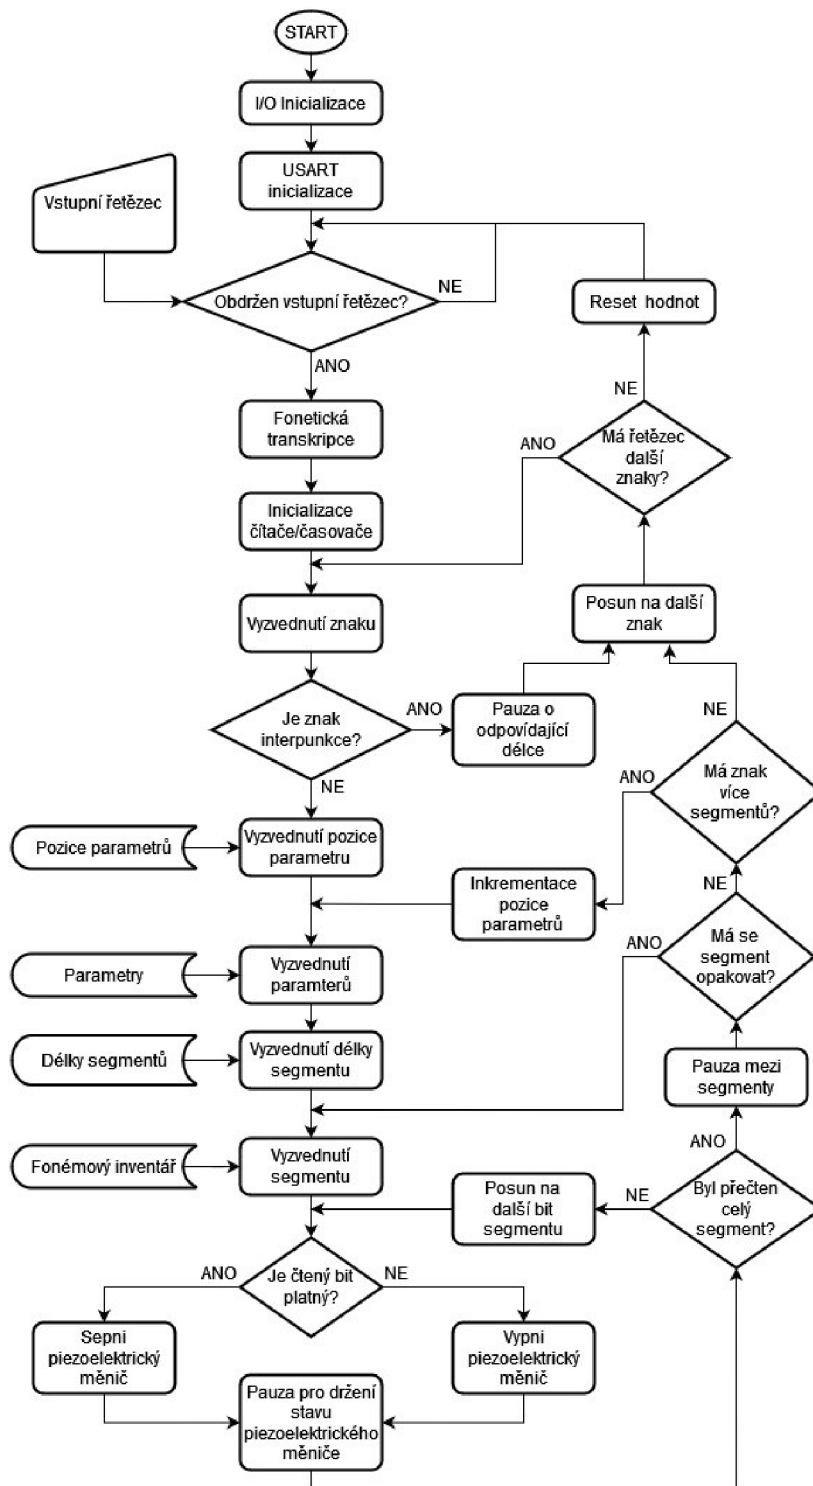 START
I/O Inicializace
USART
inicializace
Vstupní řetězec
Obdržen vstupní řetězec?
NE
ANO
Reset hodnot
NE
Fonetická
transkripce
ANO
Má řetězec
další
znaky?
Inicializace
čítače/časovače
Vyzvednutí znaku
Posun na další
znak
Je znak
interpunkce?
ANO
Pauza o
odpovídající
délce
NE
NE
ANO
Má znak
více
segmentů?
Pozice parametrů
Vyzvednutí pozice
parametru
Inkrementace
pozice
parametrů
NE
ANO
Má se
segment
opakovat?
Parametry
Vyzvednutí
paramterů
Délky segmentů
Vyzvednutí délky
segmentu
Pauza mezi
segmenty
ANO
Fonémový inventář
Vyzvednutí
segmentu
Posun na
další bit
segmentu
NE
Byl přečten
celý
segment?
ANO
Je čtený bit
platný?
NE
Sepni
piezoelektrický
měnič
Vypni
piezoelektrický
měnič
Pauza pro držení
stavu
piezoelektrického
měniče